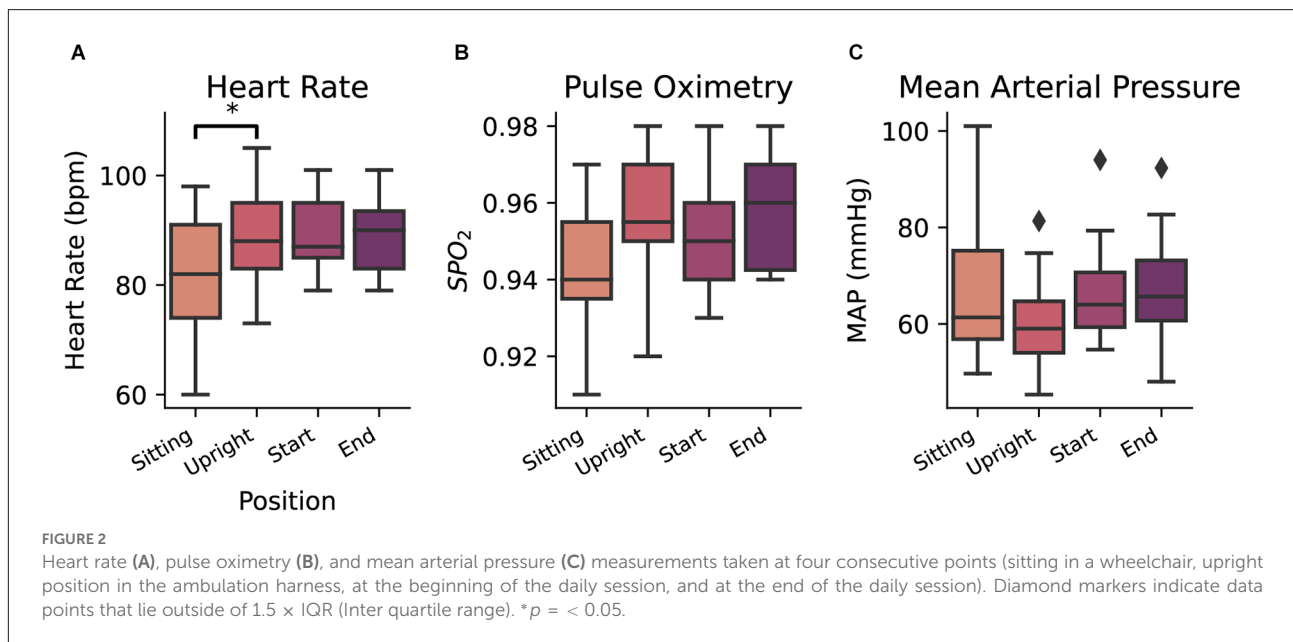 A
Heart Rate
*
Heart Rate (bpm)
100
80
60
Sitting
Upright
Start
End
Position
B
Pulse Oximetry
SPO₂
0.98
0.96
0.94
0.92
Sitting
Upright
Start
End
C
Mean Arterial Pressure
MAP (mmHg)
100
80
60
Sitting
Upright
Start
End
FIGURE 2
Heart rate (A), pulse oximetry (B), and mean arterial pressure (C) measurements taken at four consecutive points (sitting in a wheelchair, upright
position in the ambulation harness, at the beginning of the daily session, and at the end of the daily session). Diamond markers indicate data
points that lie outside of 1.5 × IQR (Inter quartile range). *p = < 0.05.